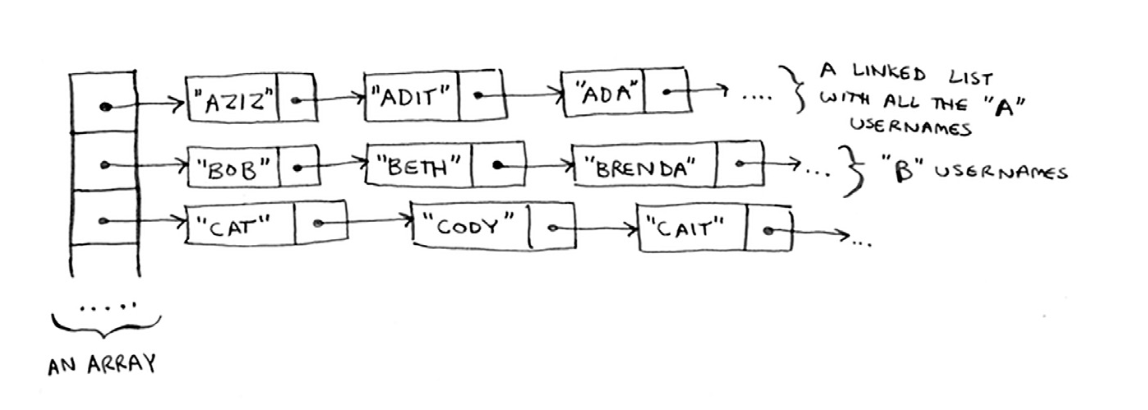 "AZIZ" "ADIT" "ADA" .... A LINKED LIST
WITH ALL THE "A"
USERNAMES
"BOB" "BETH" "BRENDA" ... "B" USERNAMES
"CAT" "CODY" "CAIT" ...
.....
AN ARRAY